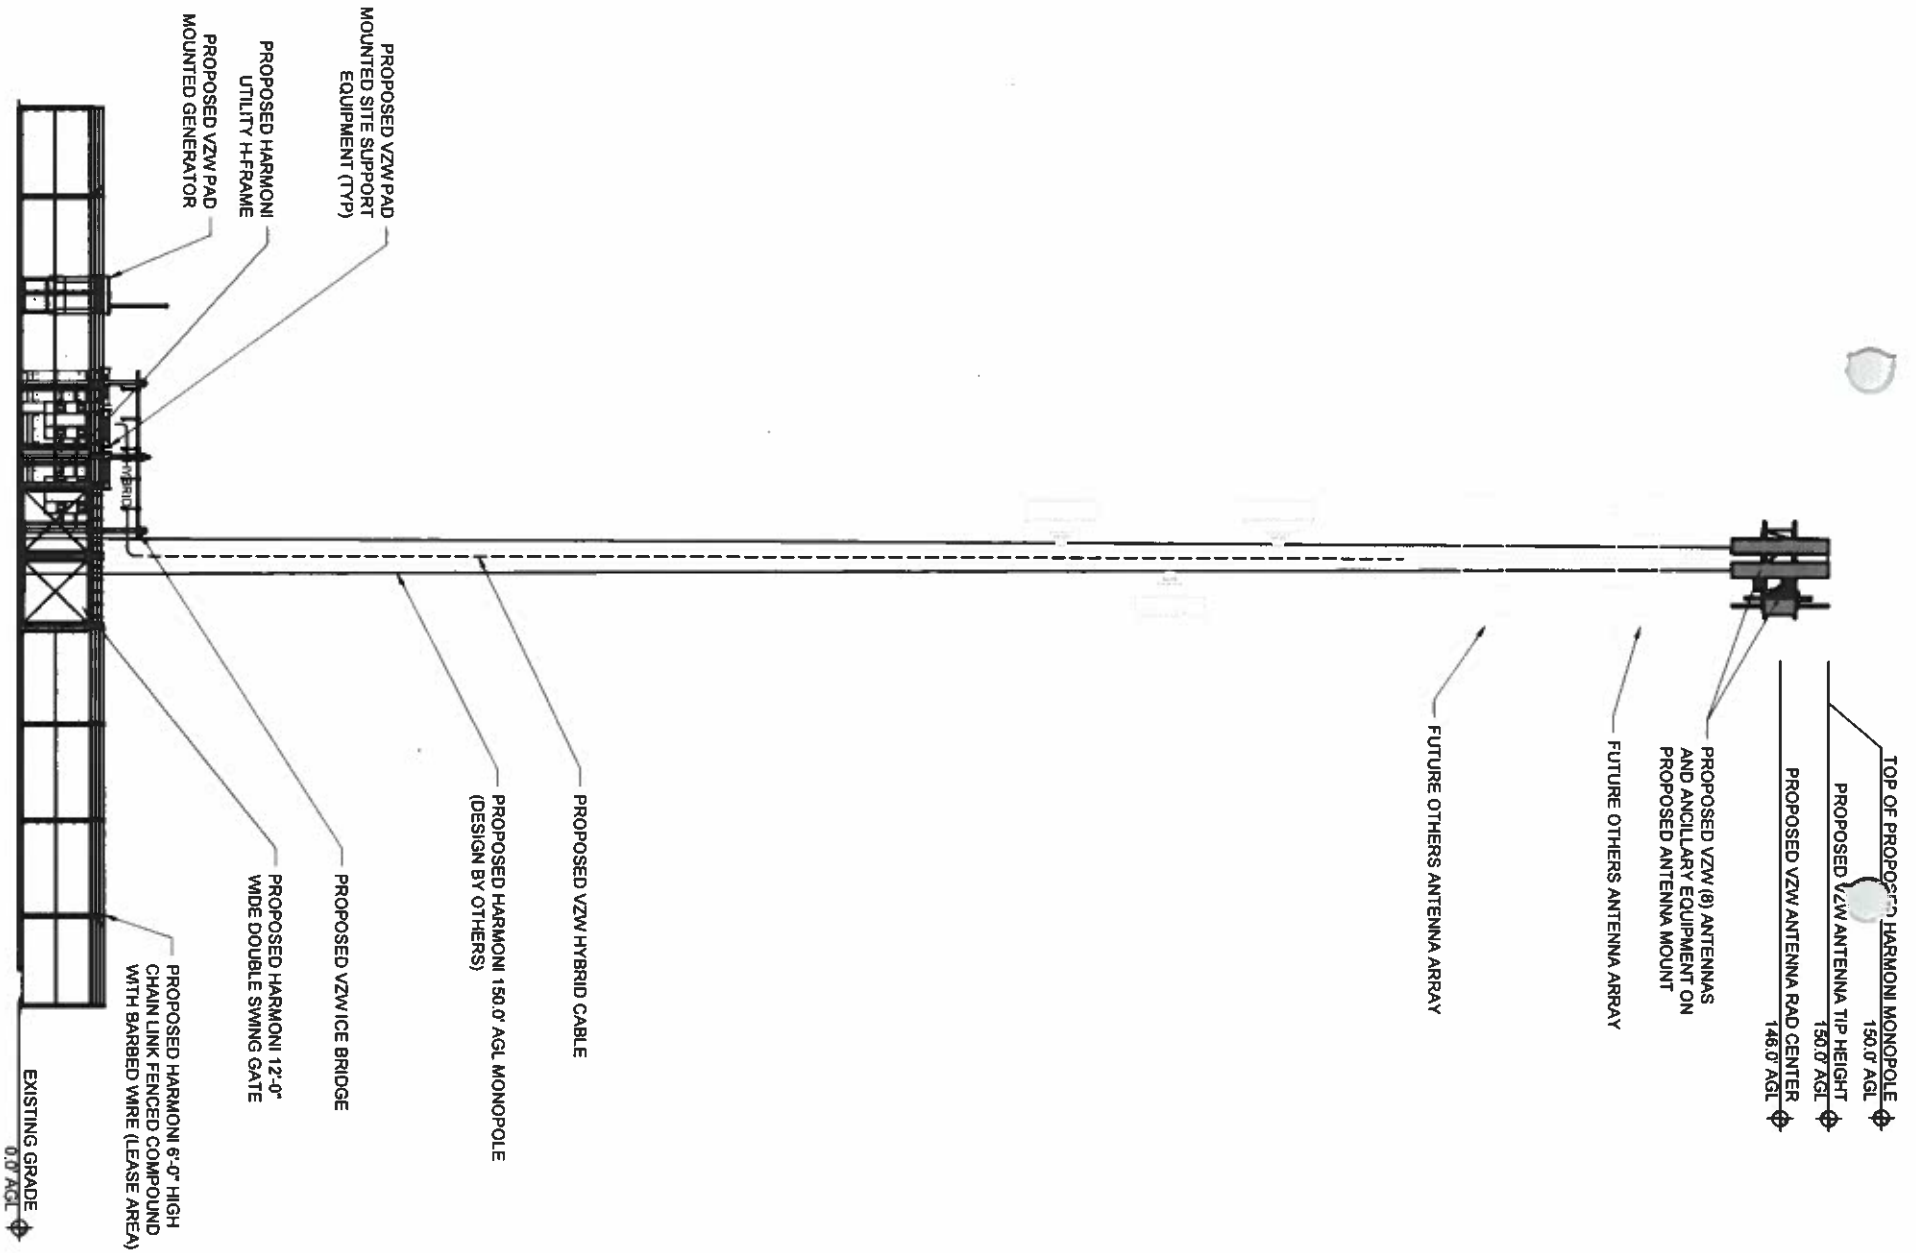 TOP OF PROPOSED HARMONI MONOPOLE
150.0' AGL
PROPOSED VZW ANTENNA TIP HEIGHT
150.0' AGL
PROPOSED VZW ANTENNA RAD CENTER
146.0' AGL
PROPOSED VZW (8) ANTENNAS
AND ANCILLARY EQUIPMENT ON
PROPOSED ANTENNA MOUNT
FUTURE OTHERS ANTENNA ARRAY
FUTURE OTHERS ANTENNA ARRAY
PROPOSED VZW HYBRID CABLE
PROPOSED HARMONI 150.0' AGL MONOPOLE
(DESIGN BY OTHERS)
PROPOSED VZW PAD
MOUNTED SITE SUPPORT
EQUIPMENT (TYP)
PROPOSED HARMONI
UTILITY H-FRAME
PROPOSED VZW PAD
MOUNTED GENERATOR
HYBRID
PROPOSED VZW ICE BRIDGE
PROPOSED HARMONI 12'-0"
WIDE DOUBLE SWING GATE
PROPOSED HARMONI 6'-0" HIGH
CHAIN LINK FENCED COMPOUND
WITH BARBED WIRE (LEASE AREA)
EXISTING GRADE
0.0' AGL